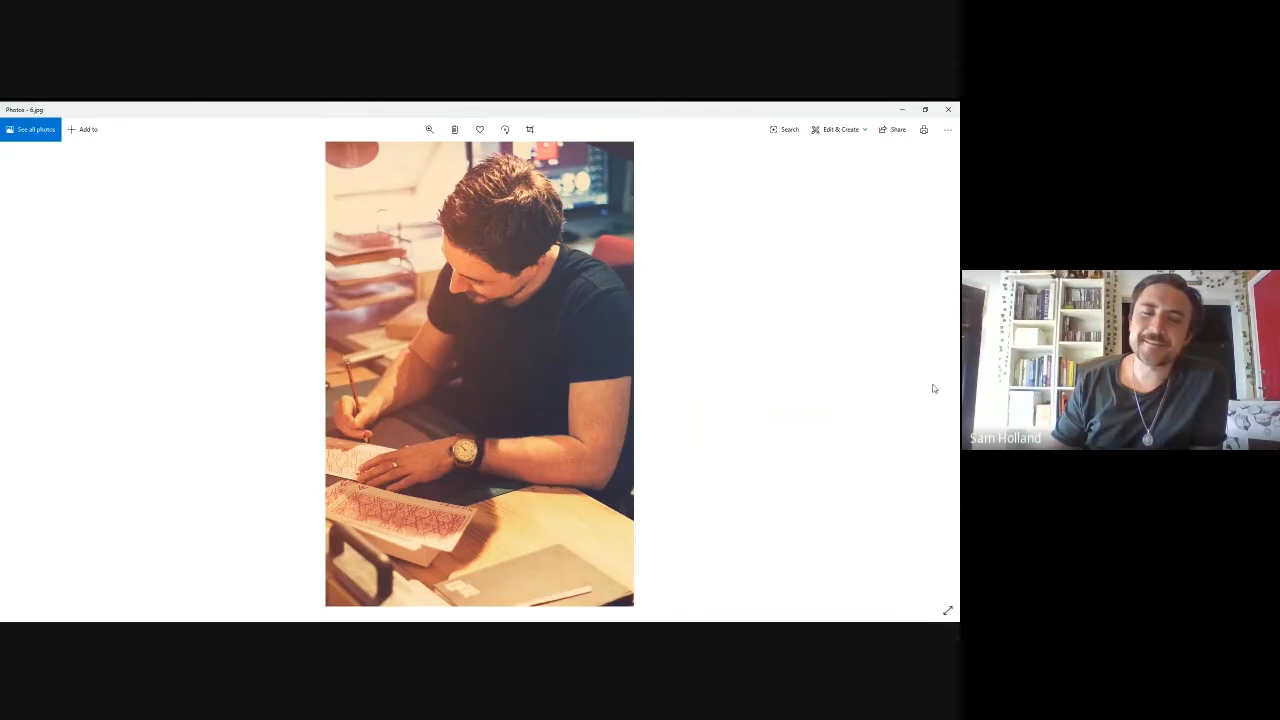 Photos - 6.jpg
See all photos
Add to
Search
Edit & Create
Share
Sam Holland